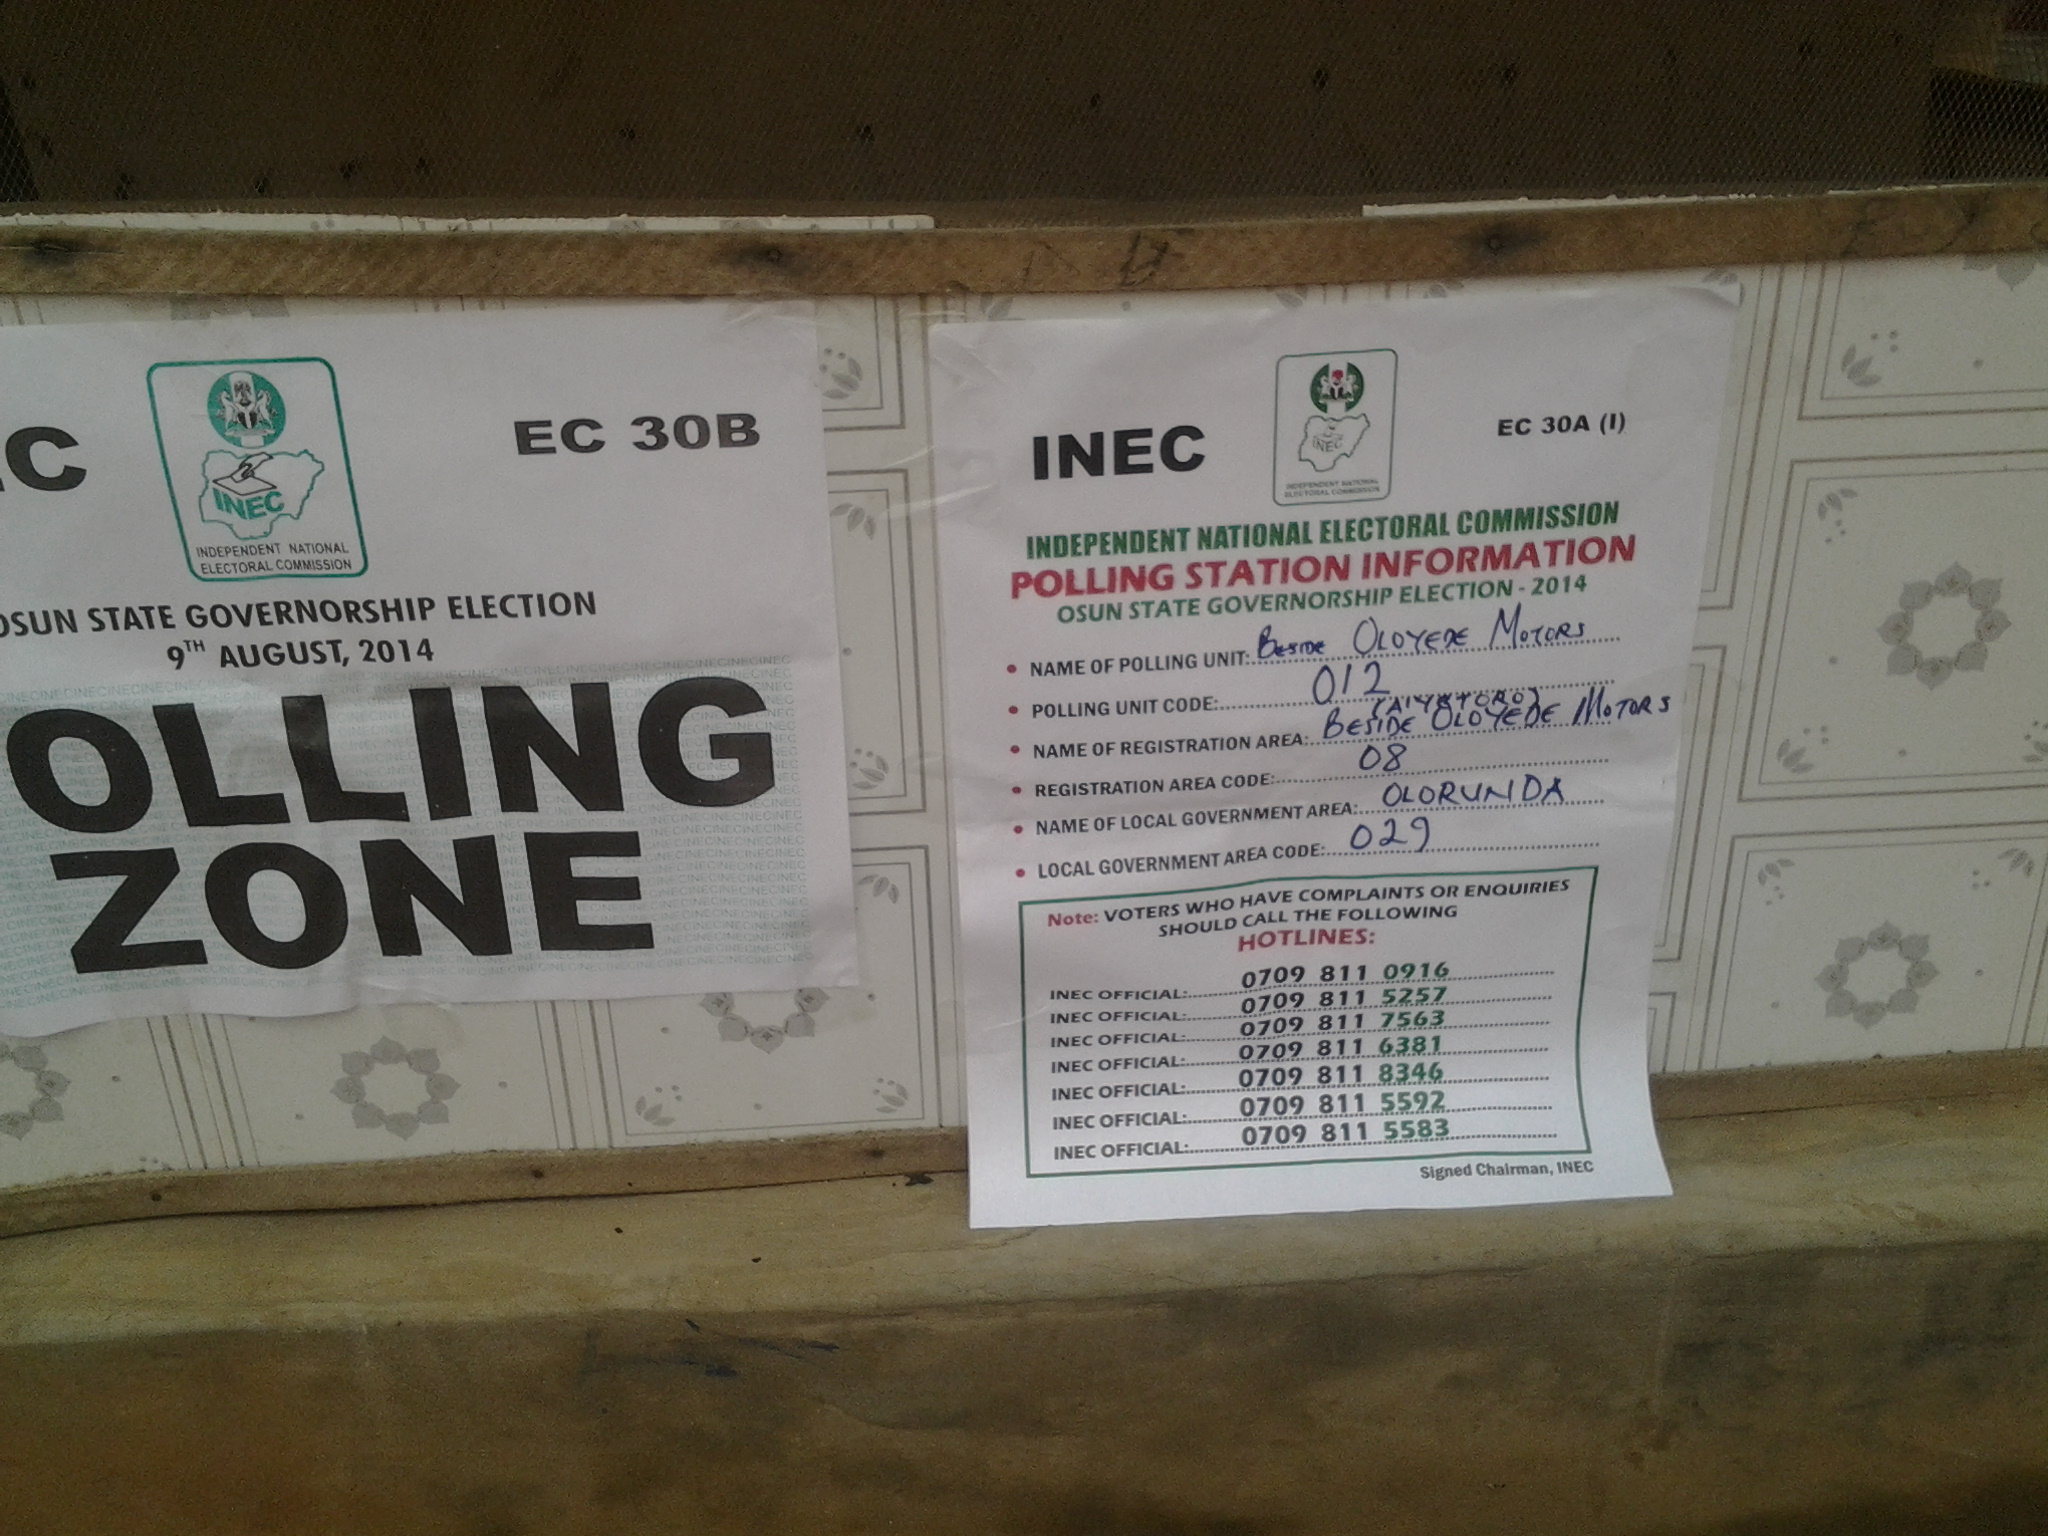 EC
EC 30B
INEC
INDEPENDENT NATIONAL
ELECTORAL COMMISSION
OSUN STATE GOVERNORSHIP ELECTION
9TH AUGUST, 2014
OLLING
ZONE
INEC
EC 30A (I)
INEC
INDEPENDENT NATIONAL
ELECTORAL COMMISSION
INDEPENDENT NATIONAL ELECTORAL COMMISSION
POLLING STATION INFORMATION
OSUN STATE GOVERNORSHIP ELECTION - 2014
• NAME OF POLLING UNIT: BESIDE OLOYEDE MOTORS
• POLLING UNIT CODE: 012
• NAME OF REGISTRATION AREA: BESIDE OLOYEDE MOTORS
• REGISTRATION AREA CODE: 08
• NAME OF LOCAL GOVERNMENT AREA: OLORUNDA
• LOCAL GOVERNMENT AREA CODE: 029
Note: VOTERS WHO HAVE COMPLAINTS OR ENQUIRIES
SHOULD CALL THE FOLLOWING
HOTLINES:
INEC OFFICIAL: 0709 811 0916
INEC OFFICIAL: 0709 811 5257
INEC OFFICIAL: 0709 811 7563
INEC OFFICIAL: 0709 811 6381
INEC OFFICIAL: 0709 811 8346
INEC OFFICIAL: 0709 811 5592
INEC OFFICIAL: 0709 811 5583
Signed Chairman, INEC